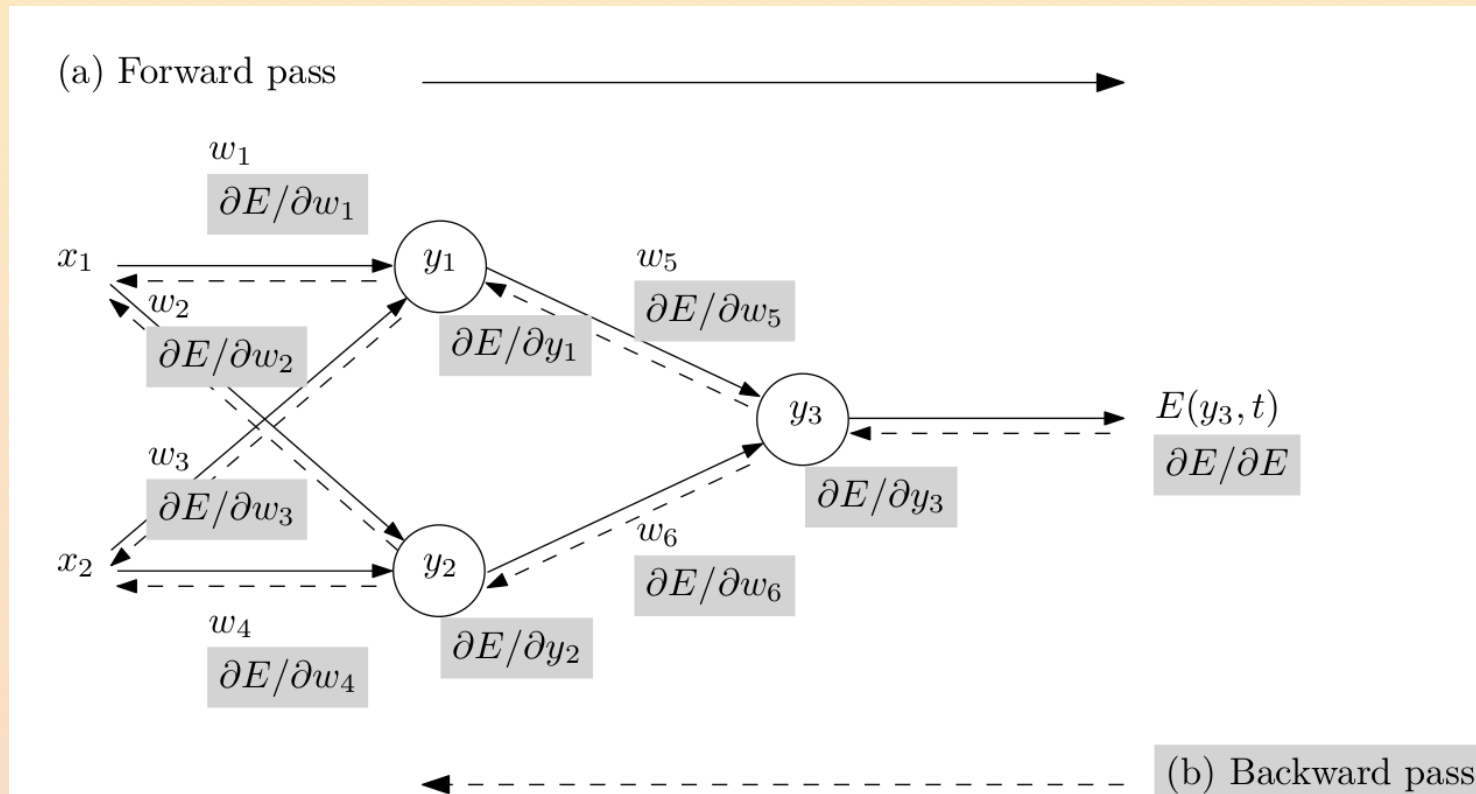 (a) Forward pass
w₁
∂E/∂w₁
x₁
y₁
w₅
∂E/∂w₅
w₂
∂E/∂w₂
∂E/∂y₁
y₃
E(y₃, t)
∂E/∂E
w₃
∂E/∂w₃
∂E/∂y₃
x₂
y₂
w₆
∂E/∂w₆
w₄
∂E/∂w₄
∂E/∂y₂
(b) Backward pass